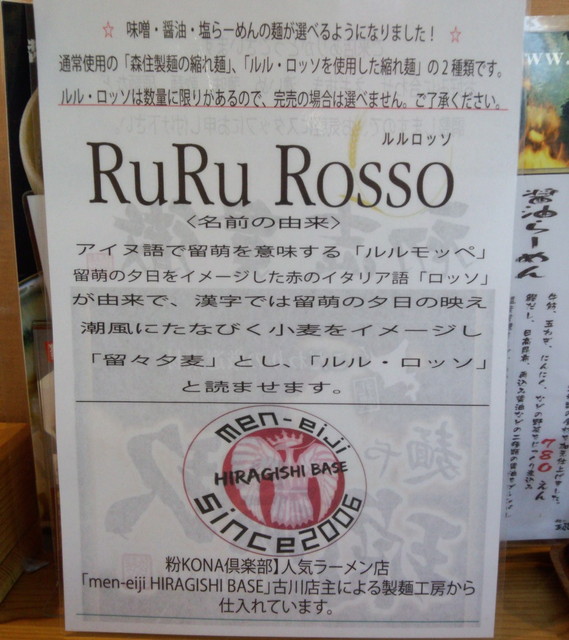 ☆ 味噌・醤油・塩らーめんの麺が選べるようになりました！ ☆
通常使用の「森住製麺の縮れ麺」、「ルル・ロッソを使用した縮れ麺」の２種類です。
ルル・ロッソは数量に限りがあるので、完売の場合は選べません。ご了承ください。
ルルロッソ
RuRu Rosso
〈名前の由来〉
アイヌ語で留萌を意味する「ルルモッペ」
留萌の夕日をイメージした赤のイタリア語「ロッソ」
が由来で、漢字では留萌の夕日の映え
潮風にたなびく小麦をイメージし
「留々夕麦」とし、「ルル・ロッソ」
と読ませます。
men-eiji
HIRAGISHI BASE
since2006
粉KONA倶楽部】人気ラーメン店
「men-eiji HIRAGISHI BASE」古川店主による製麺工房から
仕入れています。
www.
醤油らーめん
780えん
麺や